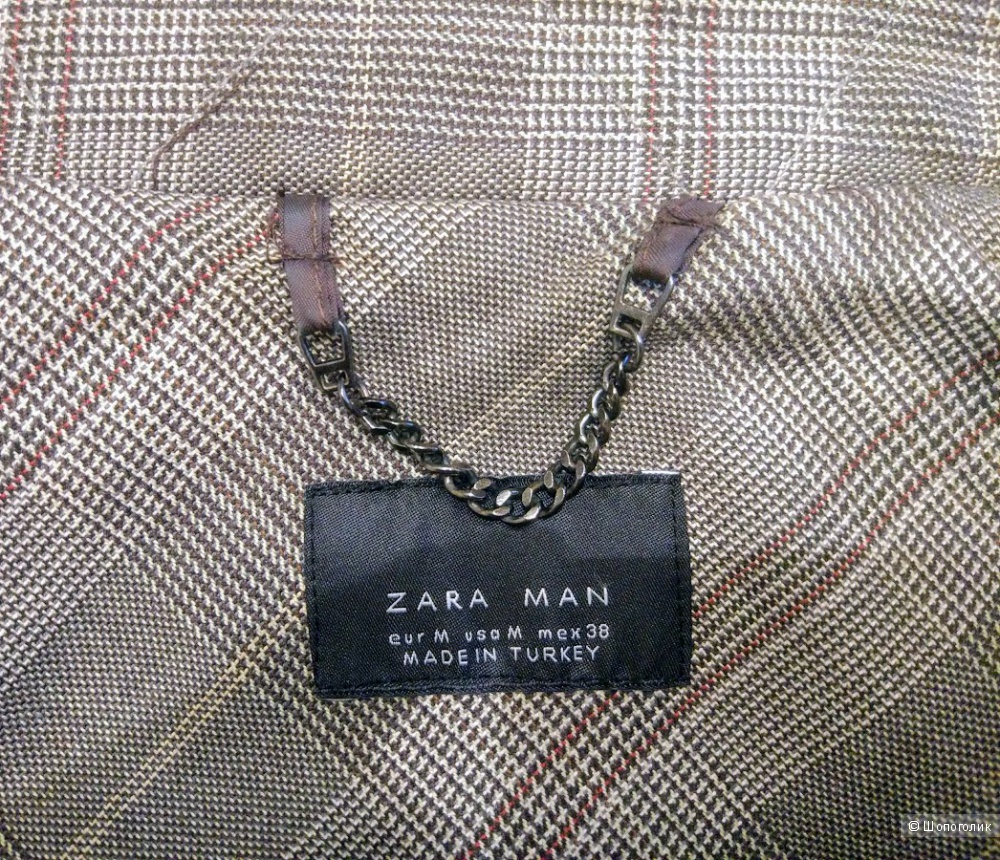 ZARA MAN
eur M usa M mex 38
MADE IN TURKEY
© Шопоголик